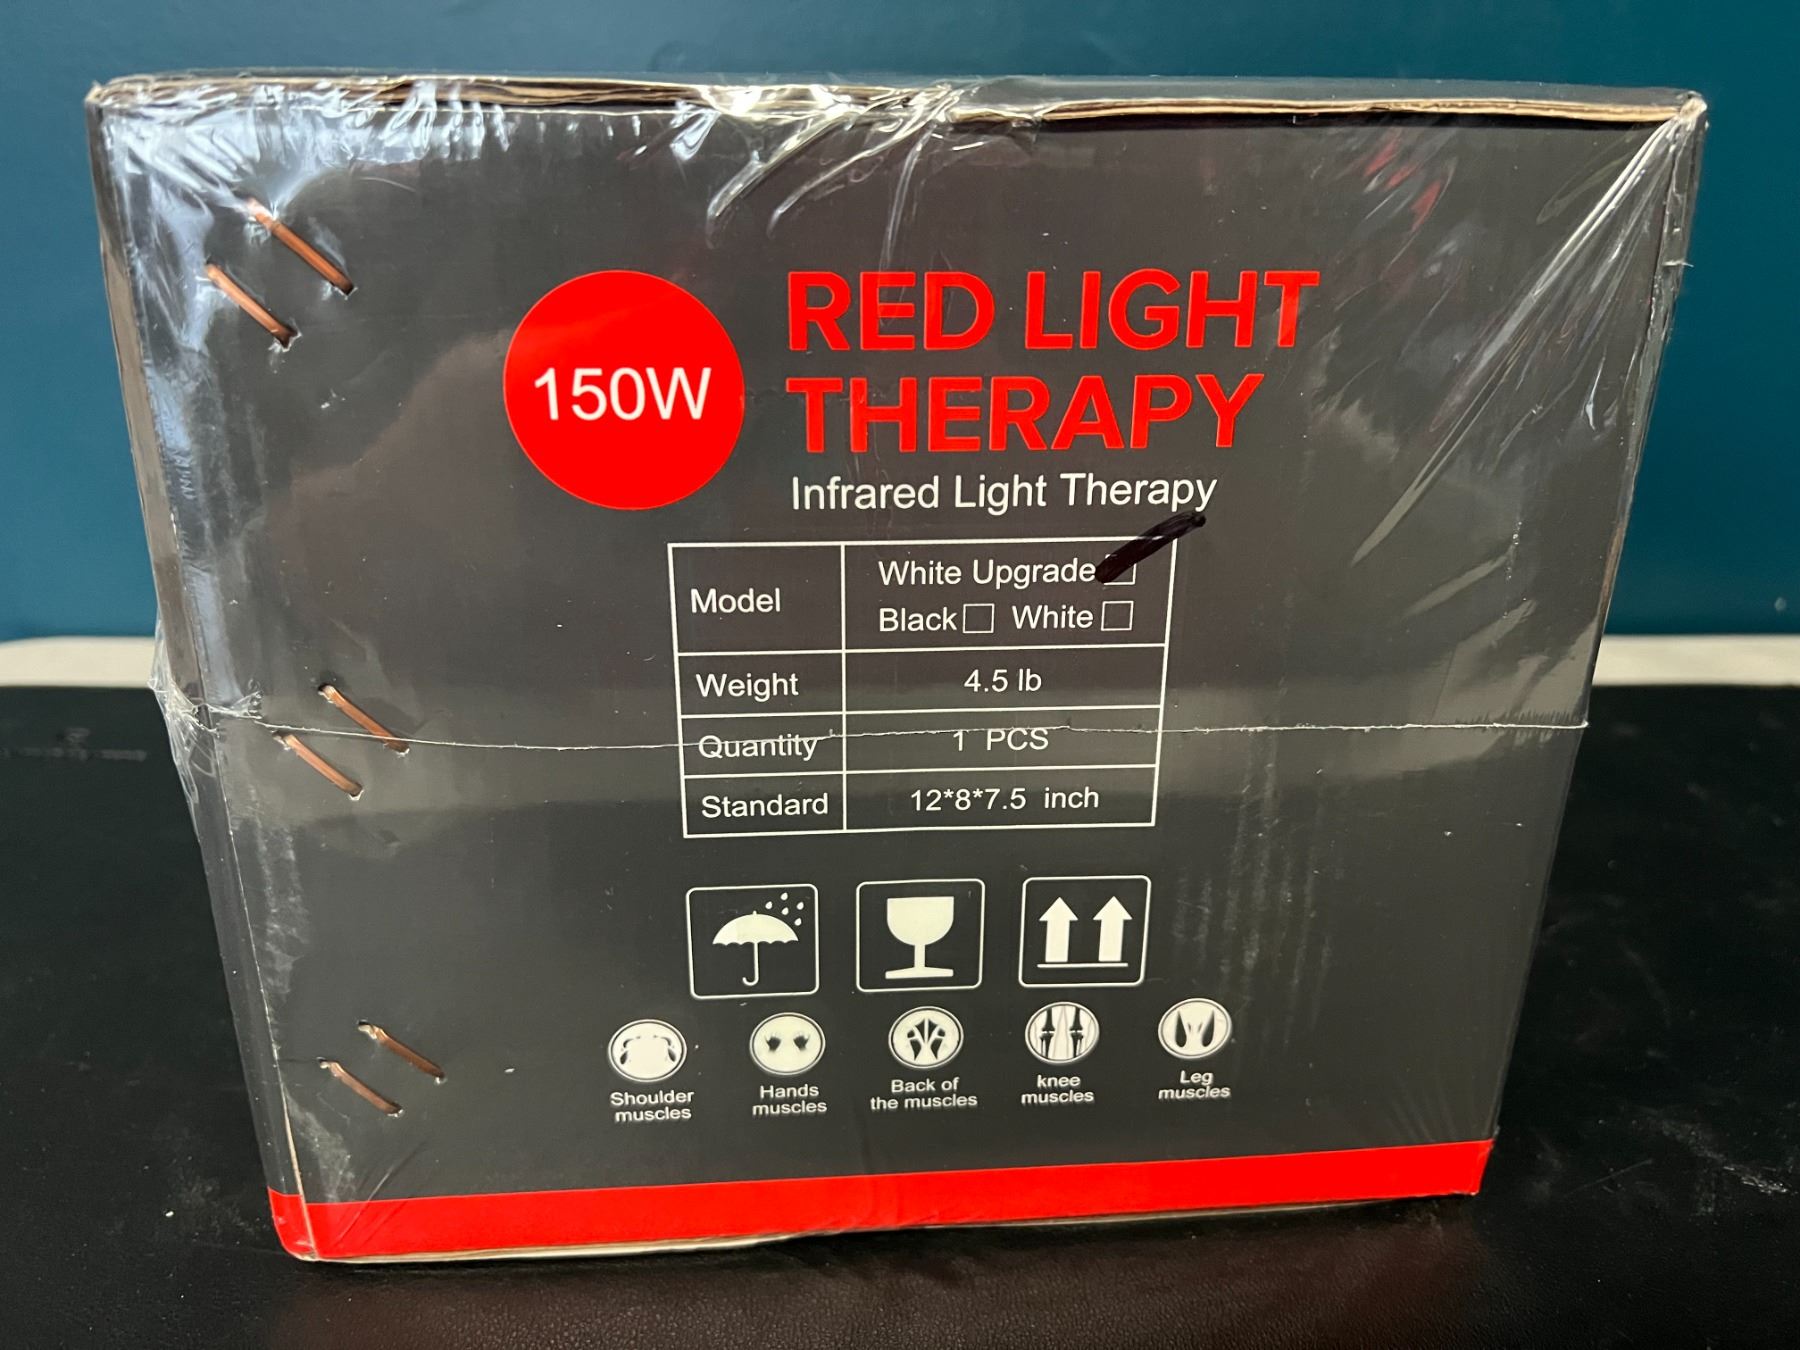 150W
RED LIGHT
THERAPY
Infrared Light Therapy
Model
White Upgrade
Black White
Weight
4.5 lb
Quantity
1 PCS
Standard
12*8*7.5 inch
Shoulder
muscles
Hands
muscles
Back of
the muscles
knee
muscles
Leg
muscles